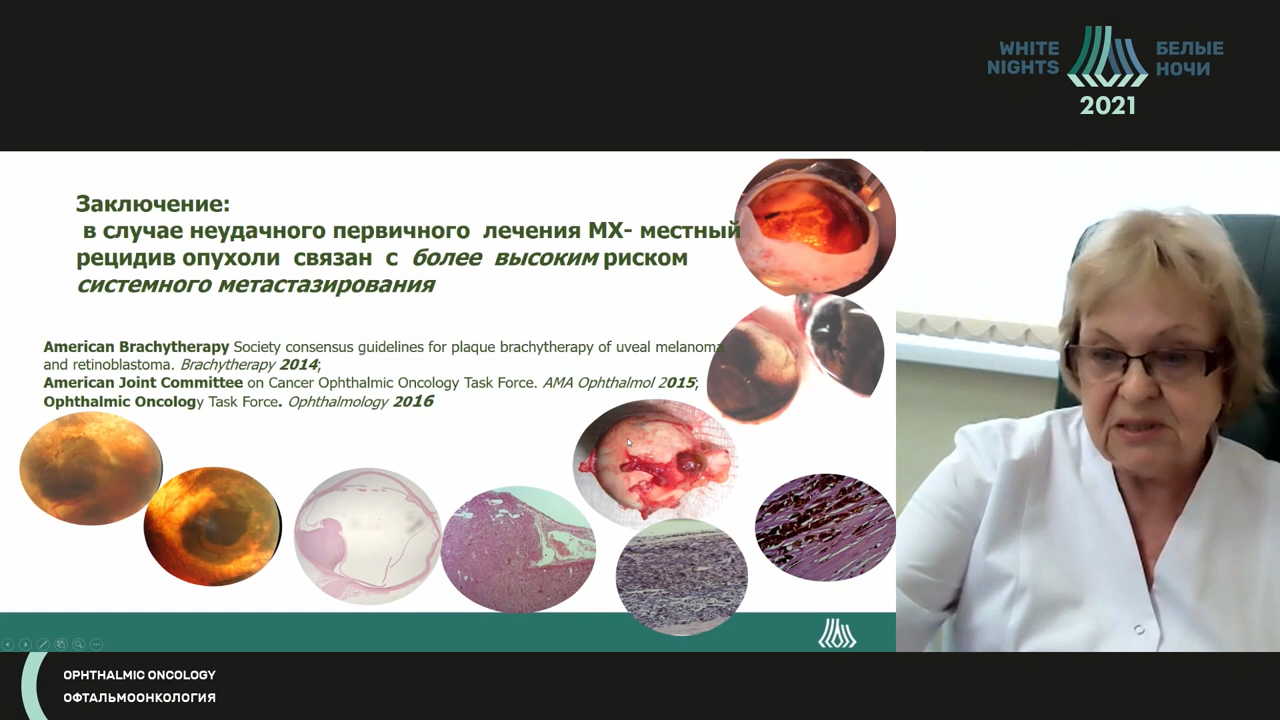 WHITE
NIGHTS
БЕЛЫЕ
НОЧИ
2021
Заключение:
в случае неудачного первичного лечения МХ- местный
рецидив опухоли связан с более высоким риском
системного метастазирования
American Brachytherapy Society consensus guidelines for plaque brachytherapy of uveal melanoma
and retinoblastoma. Brachytherapy 2014;
American Joint Committee on Cancer Ophthalmic Oncology Task Force. AMA Ophthalmol 2015;
Ophthalmic Oncology Task Force. Ophthalmology 2016
OPHTHALMIC ONCOLOGY
ОФТАЛЬМООНКОЛОГИЯ